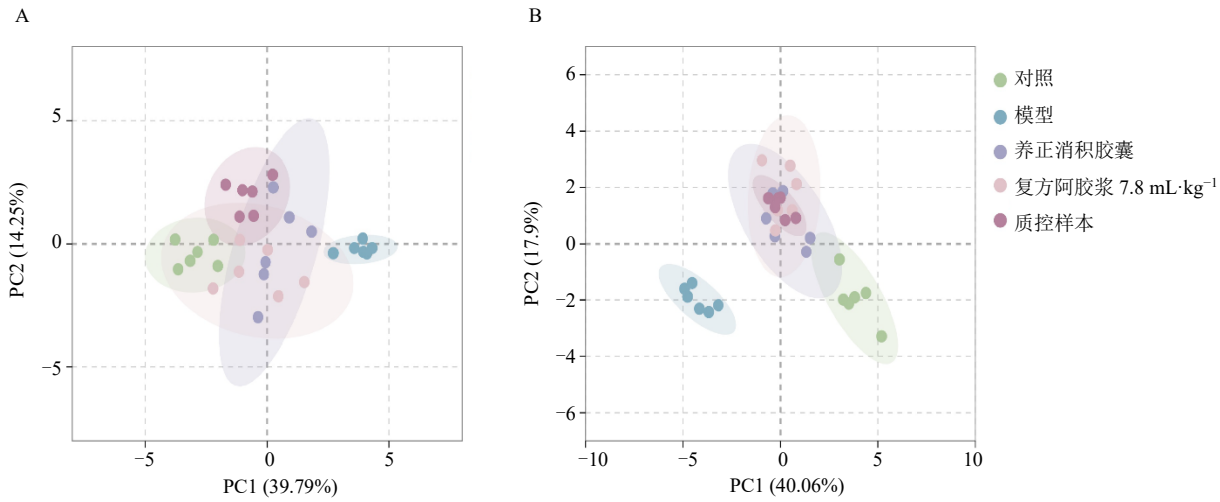 A
B
5
0
−5
−5
0
5
PC2 (14.25%)
PC1 (39.79%)
6
4
2
0
−2
−4
−6
−10
−5
0
5
10
PC2 (17.9%)
PC1 (40.06%)
对照
模型
养正消积胶囊
复方阿胶浆 7.8 mL·kg⁻¹
质控样本